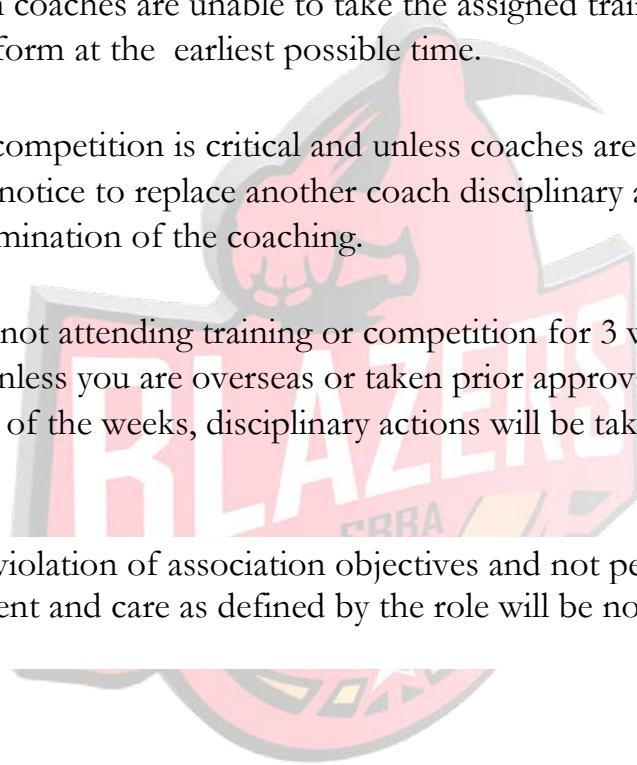 n coaches are unable to take the assigned trai
form at the earliest possible time.
competition is critical and unless coaches are
notice to replace another coach disciplinary a
mination of the coaching.
not attending training or competition for 3 w
nless you are overseas or taken prior approv
of the weeks, disciplinary actions will be tak
BLAZERS
violation of association objectives and not pe
ent and care as defined by the role will be no